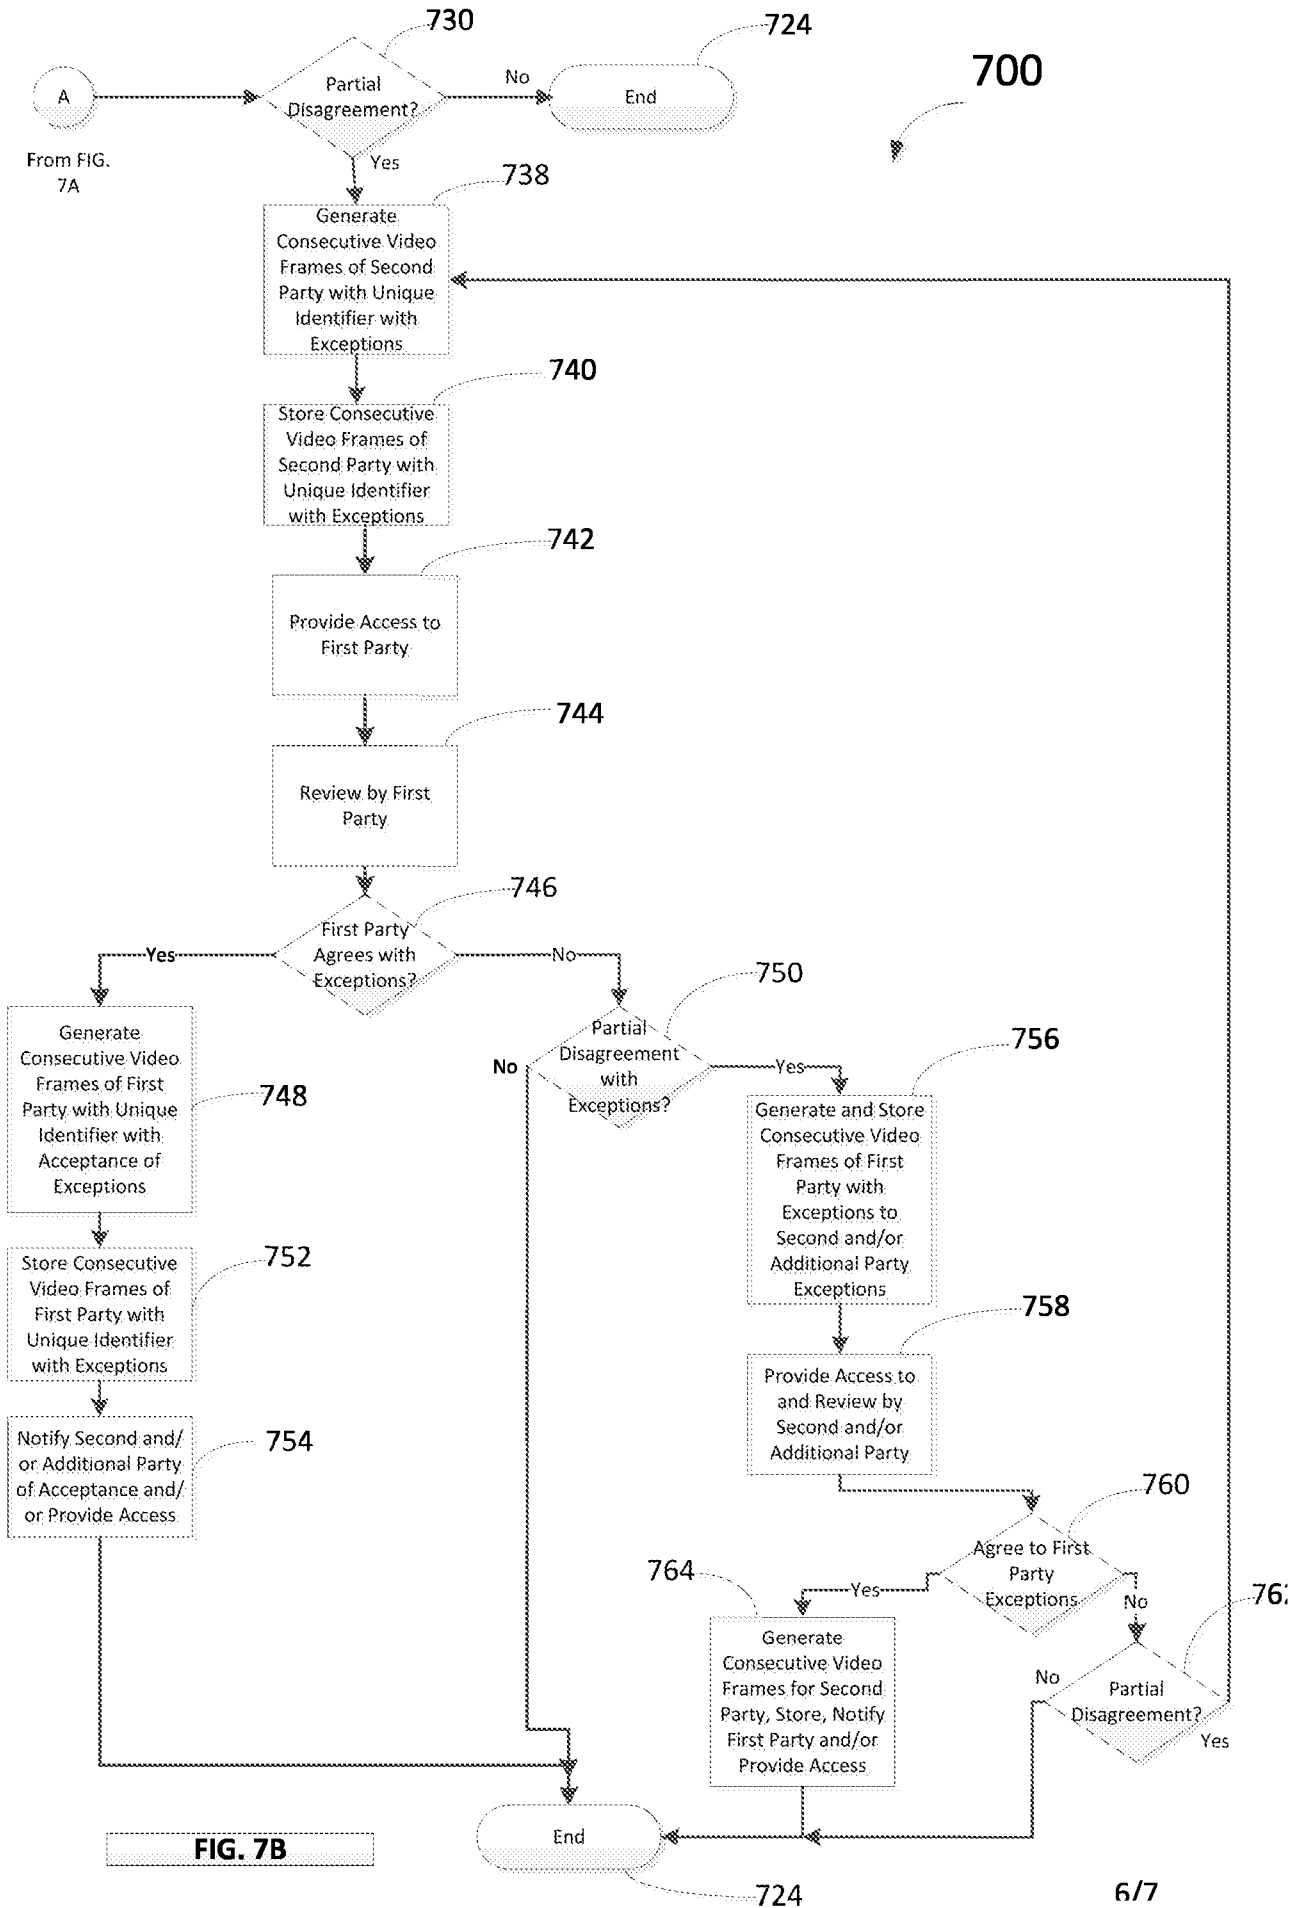 730
724
700
Partial
Disagreement?
No
End
A
From FIG.
7A
Yes
738
Generate
Consecutive Video
Frames of Second
Party with Unique
Identifier with
Exceptions
740
Store Consecutive
Video Frames of
Second Party with
Unique Identifier
with Exceptions
742
Provide Access to
First Party
744
Review by First
Party
746
First Party
Agrees with
Exceptions?
Yes
No
750
Partial
Disagreement
with
Exceptions?
No
Yes
756
Generate
Consecutive Video
Frames of First
Party with Unique
Identifier with
Acceptance of
Exceptions
748
Generate and Store
Consecutive Video
Frames of First
Party with
Exceptions to
Second and/or
Additional Party
Exceptions
752
Store Consecutive
Video Frames of
First Party with
Unique Identifier
with Exceptions
758
Provide Access to
and Review by
Second and/or
Additional Party
754
Notify Second and/
or Additional Party
of Acceptance and/
or Provide Access
760
Agree to First
Party
Exceptions
764
Yes
No
Generate
Consecutive Video
Frames for Second
Party, Store, Notify
First Party and/or
Provide Access
No
Partial
Disagreement?
Yes
End
FIG. 7B
724
6/7